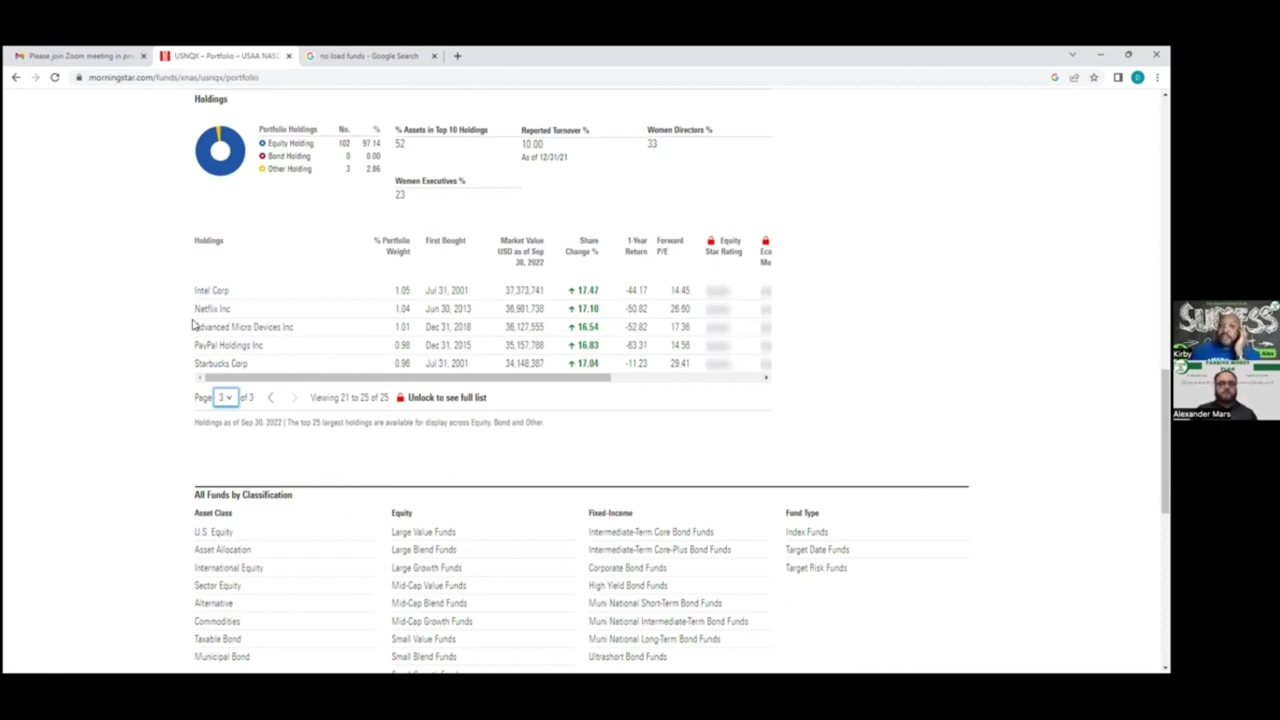 Please join Zoom meeting in pr
USNQX – Portfolio – USAA NASD
no load funds - Google Search
morningstar.com/funds/xnas/usnqx/portfolio
D
Holdings
Portfolio Holdings No. %
Equity Holding 102 97.14
Bond Holding 0 0.00
Other Holding 3 2.86
% Assets in Top 10 Holdings
52
Reported Turnover %
10.00
As of 12/31/21
Women Directors %
33
Women Executives %
23
Holdings
% Portfolio Weight
First Bought
Market Value USD as of Sep 30, 2022
Share Change %
1-Year Return
Forward P/E
Equity Star Rating
Eco
Mo
Intel Corp 1.05 Jul 31, 2001 37,373,741 17.47 -44.17 14.45
Netflix Inc 1.04 Jun 30, 2013 36,981,738 17.10 -50.82 26.60
Advanced Micro Devices Inc 1.01 Dec 31, 2018 36,127,555 16.54 -52.82 17.36
PayPal Holdings Inc 0.98 Dec 31, 2015 35,157,788 16.83 -63.31 14.56
Starbucks Corp 0.96 Jul 31, 2001 34,148,387 17.04 -11.23 29.41
Page 3 of 3 Viewing 21 to 25 of 25 Unlock to see full list
Holdings as of Sep 30, 2022 | The top 25 largest holdings are available for display across Equity, Bond and Other.
All Funds by Classification
Asset Class Equity Fixed-Income Fund Type
U.S. Equity Large Value Funds Intermediate-Term Core Bond Funds Index Funds
Asset Allocation Large Blend Funds Intermediate-Term Core-Plus Bond Funds Target Date Funds
International Equity Large Growth Funds Corporate Bond Funds Target Risk Funds
Sector Equity Mid-Cap Value Funds High Yield Bond Funds
Alternative Mid-Cap Blend Funds Muni National Short-Term Bond Funds
Commodities Mid-Cap Growth Funds Muni National Intermediate-Term Bond Funds
Taxable Bond Small Value Funds Muni National Long-Term Bond Funds
Municipal Bond Small Blend Funds Ultrashort Bond Funds
SUCCESS
Kirby
Alex
PASSIVE MONEY
PLAN
Alexander Mars